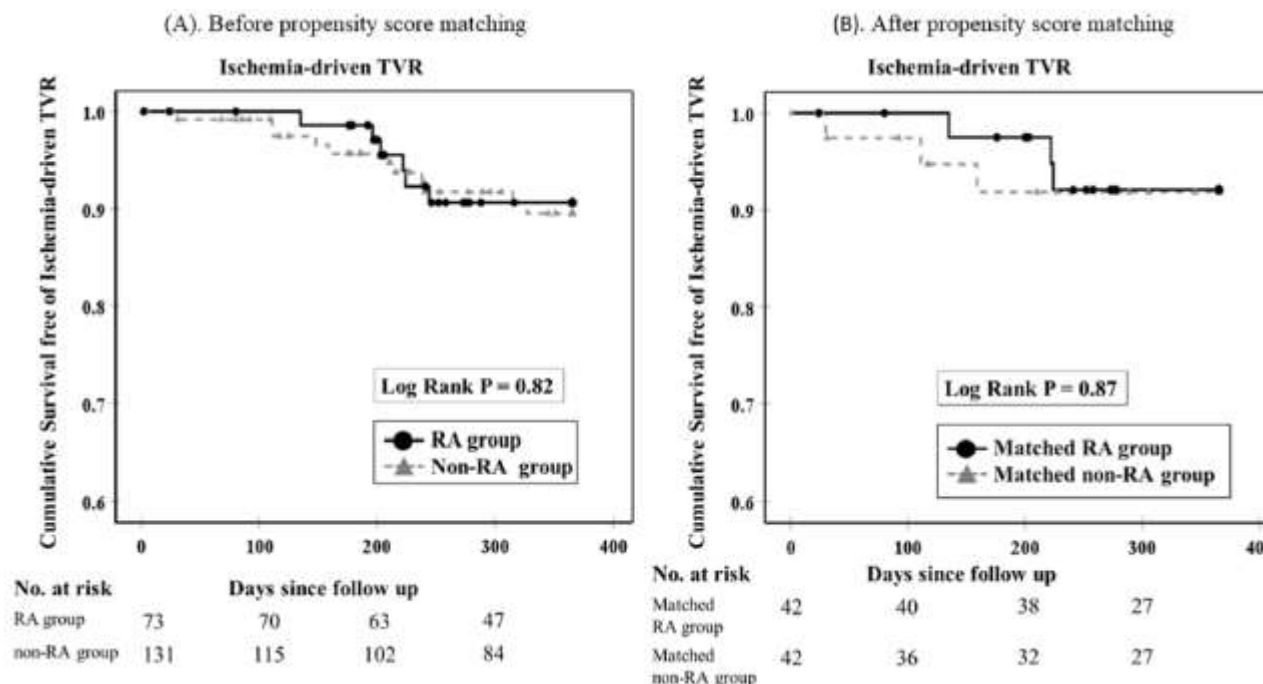 (A). Before propensity score matching
Ischemia-driven TVR
Cumulative Survival free of Ischemia-driven TVR
1.0
0.9
0.8
0.7
0.6
Log Rank P = 0.82
RA group
Non-RA group
0 100 200 300 400
No. at risk Days since follow up
RA group 73 70 63 47
non-RA group 131 115 102 84
(B). After propensity score matching
Ischemia-driven TVR
Cumulative Survival free of Ischemia-driven TVR
1.0
0.9
0.8
0.7
0.6
Log Rank P = 0.87
Matched RA group
Matched non-RA group
0 100 200 300 40
No. at risk Days since follow up
Matched 42 40 38 27
RA group
Matched 42 36 32 27
non-RA group